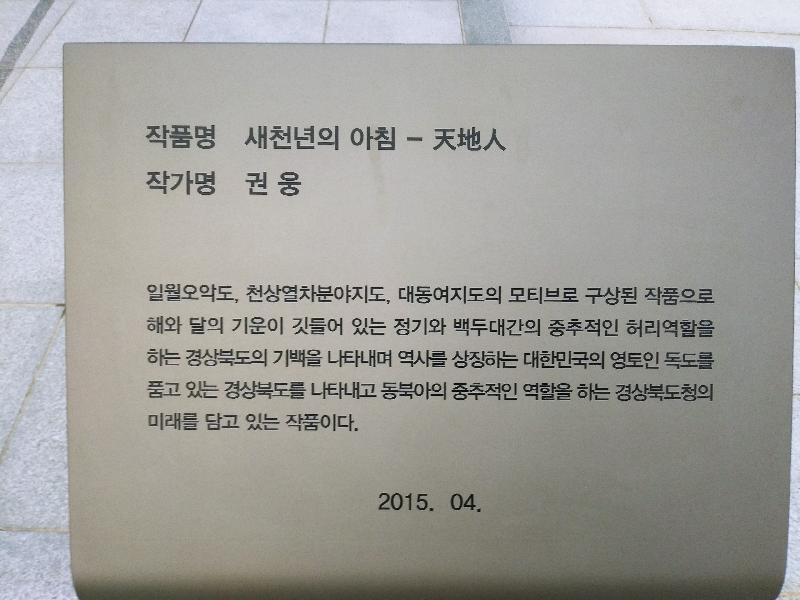 작품명 새천년의 아침 - 天地人
작가명 권 웅
일월오악도, 천상열차분야지도, 대동여지도의 모티브로 구상된 작품으로
해와 달의 기운이 깃들어 있는 정기와 백두대간의 중추적인 허리역할을
하는 경상북도의 기백을 나타내며 역사를 상징하는 대한민국의 영토인 독도를
품고 있는 경상북도를 나타내고 동북아의 중추적인 역할을 하는 경상북도청의
미래를 담고 있는 작품이다.
2015. 04.